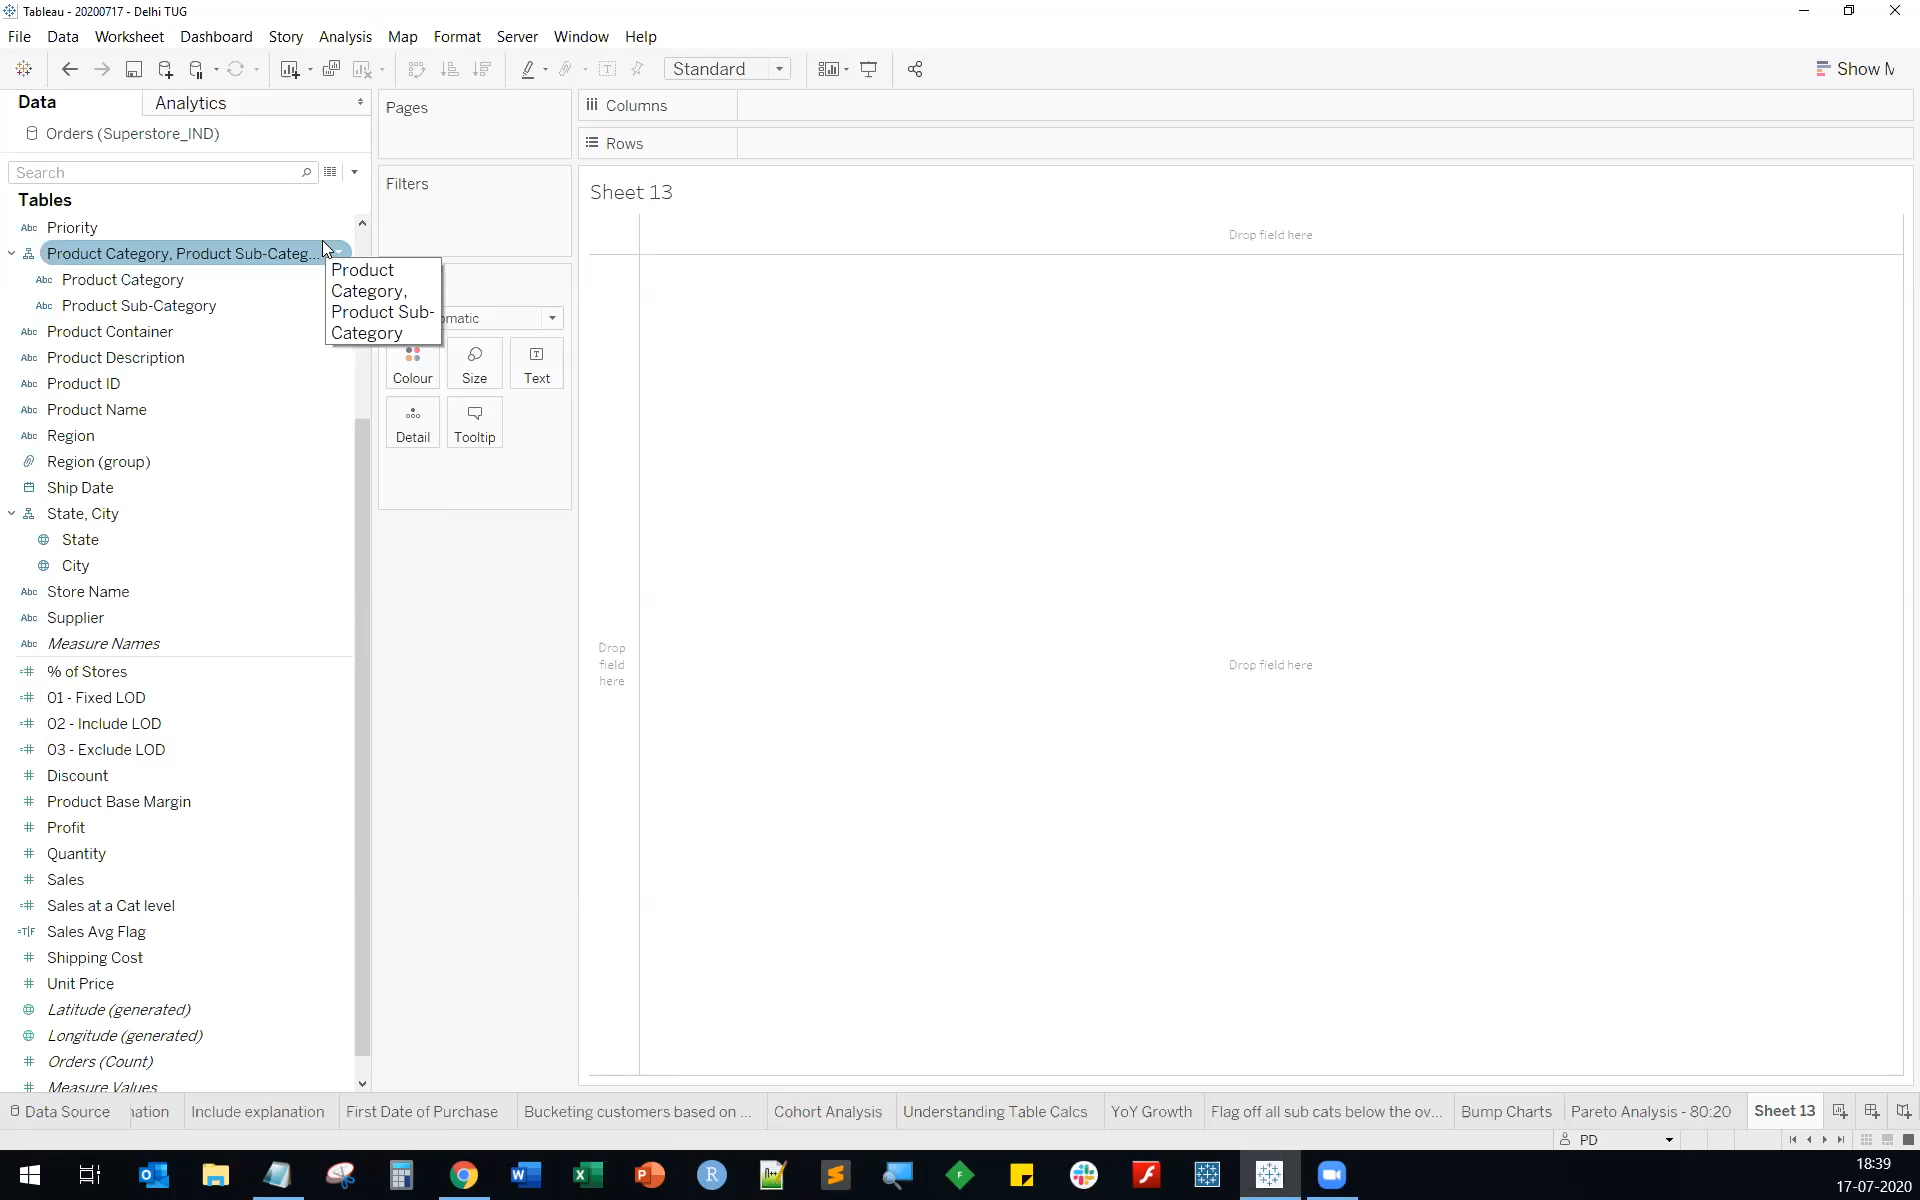 Tableau - 20200717 - Delhi TUG
File Data Worksheet Dashboard Story Analysis Map Format Server Window Help
Standard
Show M
Data
Analytics
Orders (Superstore_IND)
Search
Tables
Priority
Product Category, Product Sub-Categ...
Product Category
Product Sub-Category
Product Container
Product Description
Product ID
Product Name
Region
Region (group)
Ship Date
State, City
State
City
Store Name
Supplier
Measure Names
% of Stores
01 - Fixed LOD
02 - Include LOD
03 - Exclude LOD
Discount
Product Base Margin
Profit
Quantity
Sales
Sales at a Cat level
Sales Avg Flag
Shipping Cost
Unit Price
Latitude (generated)
Longitude (generated)
Orders (Count)
Measure Values
Product
Category,
Product Sub-
Category
Pages
Filters
omatic
Colour
Size
Text
Detail
Tooltip
Columns
Rows
Sheet 13
Drop field here
Drop
field
here
Drop field here
Data Source
nation
Include explanation
First Date of Purchase
Bucketing customers based on ...
Cohort Analysis
Understanding Table Calcs
YoY Growth
Flag off all sub cats below the ov...
Bump Charts
Pareto Analysis - 80:20
Sheet 13
PD
18:39
17-07-2020